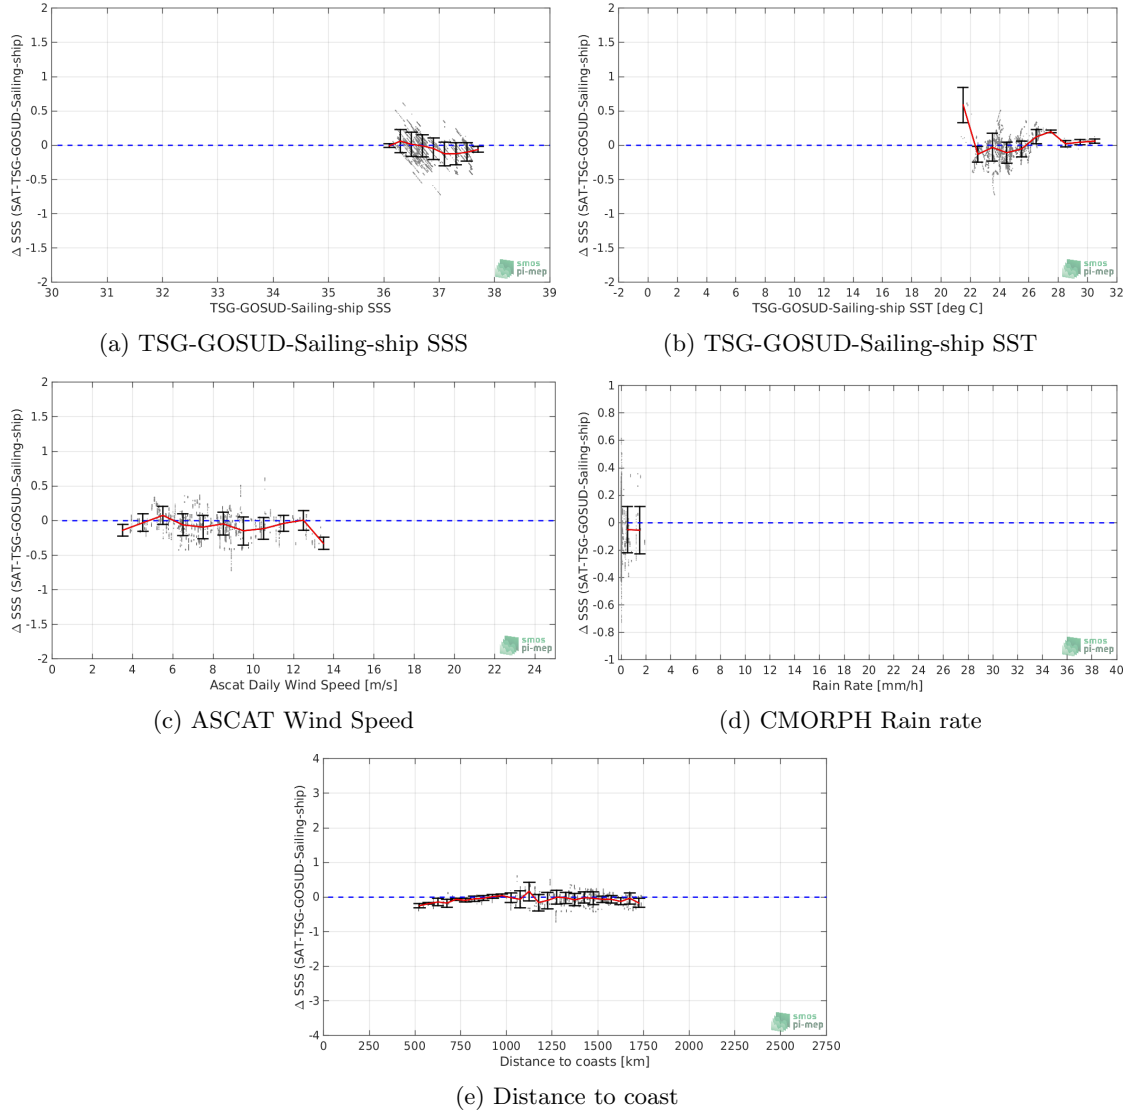 2
1.5
1
0.5
0
-0.5
-1
-1.5
-2
Δ SSS (SAT-TSG-GOSUD-Sailing-ship)
30 31 32 33 34 35 36 37 38 39
TSG-GOSUD-Sailing-ship SSS
smos
pi-mep
(a) TSG-GOSUD-Sailing-ship SSS
2
1.5
1
0.5
0
-0.5
-1
-1.5
-2
Δ SSS (SAT-TSG-GOSUD-Sailing-ship)
-2 0 2 4 6 8 10 12 14 16 18 20 22 24 26 28 30 32
TSG-GOSUD-Sailing-ship SST [deg C]
smos
pi-mep
(b) TSG-GOSUD-Sailing-ship SST
2
1.5
1
0.5
0
-0.5
-1
-1.5
-2
Δ SSS (SAT-TSG-GOSUD-Sailing-ship)
0 2 4 6 8 10 12 14 16 18 20 22 24
Ascat Daily Wind Speed [m/s]
smos
pi-mep
(c) ASCAT Wind Speed
1
0.8
0.6
0.4
0.2
0
-0.2
-0.4
-0.6
-0.8
-1
Δ SSS (SAT-TSG-GOSUD-Sailing-ship)
0 2 4 6 8 10 12 14 16 18 20 22 24 26 28 30 32 34 36 38 40
Rain Rate [mm/h]
smos
pi-mep
(d) CMORPH Rain rate
4
3
2
1
0
-1
-2
-3
-4
Δ SSS (SAT-TSG-GOSUD-Sailing-ship)
0 250 500 750 1000 1250 1500 1750 2000 2250 2500 2750
Distance to coasts [km]
smos
pi-mep
(e) Distance to coast